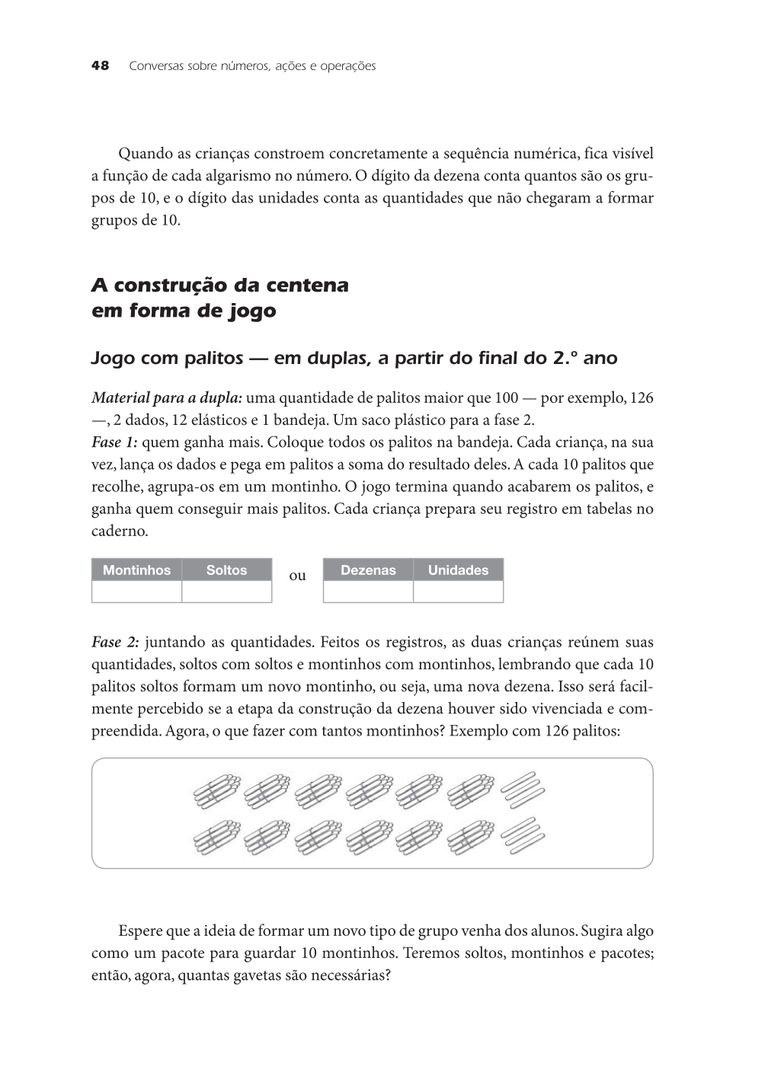 48 Conversas sobre números, ações e operações
Quando as crianças constroem concretamente a sequência numérica, fica visível
a função de cada algarismo no número. O dígito da dezena conta quantos são os gru-
pos de 10, e o dígito das unidades conta as quantidades que não chegaram a formar
grupos de 10.
A construção da centena
em forma de jogo
Jogo com palitos — em duplas, a partir do final do 2.º ano
Material para a dupla: uma quantidade de palitos maior que 100 — por exemplo, 126
—, 2 dados, 12 elásticos e 1 bandeja. Um saco plástico para a fase 2.
Fase 1: quem ganha mais. Coloque todos os palitos na bandeja. Cada criança, na sua
vez, lança os dados e pega em palitos a soma do resultado deles. A cada 10 palitos que
recolhe, agrupa-os em um montinho. O jogo termina quando acabarem os palitos, e
ganha quem conseguir mais palitos. Cada criança prepara seu registro em tabelas no
caderno.
Montinhos Soltos ou Dezenas Unidades
Fase 2: juntando as quantidades. Feitos os registros, as duas crianças reúnem suas
quantidades, soltos com soltos e montinhos com montinhos, lembrando que cada 10
palitos soltos formam um novo montinho, ou seja, uma nova dezena. Isso será facil-
mente percebido se a etapa da construção da dezena houver sido vivenciada e com-
preendida. Agora, o que fazer com tantos montinhos? Exemplo com 126 palitos:
Espere que a ideia de formar um novo tipo de grupo venha dos alunos. Sugira algo
como um pacote para guardar 10 montinhos. Teremos soltos, montinhos e pacotes;
então, agora, quantas gavetas são necessárias?